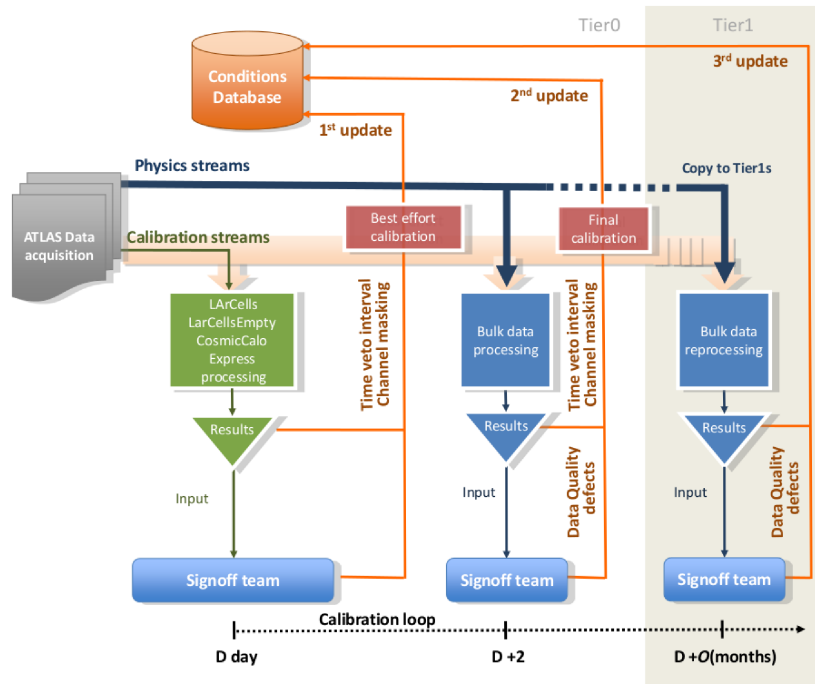 Tier0
Tier1
Conditions
Database
3rd update
2nd update
1st update
Physics streams
Copy to Tier1s
ATLAS Data
acquisition
Calibration streams
Best effort
calibration
Final
calibration
LArCells
LarCellsEmpty
CosmicCalo
Express
processing
Time veto interval
Channel masking
Bulk data
processing
Time veto interval
Channel masking
Bulk data
reprocessing
Results
Results
Results
Input
Input
Data Quality
defects
Input
Data Quality
defects
Signoff team
Signoff team
Signoff team
Calibration loop
D day
D +2
D +O(months)